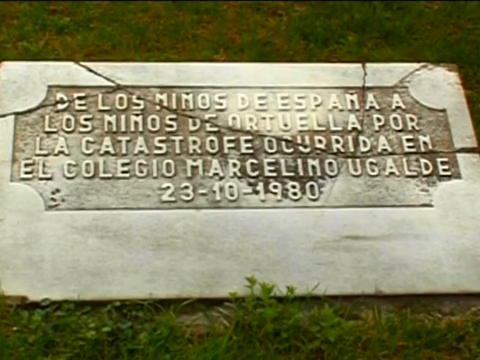 DE LOS NIÑOS DE ESPAÑA A
LOS NIÑOS DE ORTUELLA POR
LA CATASTROFE OCURRIDA EN
EL COLEGIO MARCELINO UGALDE
23-10-1980